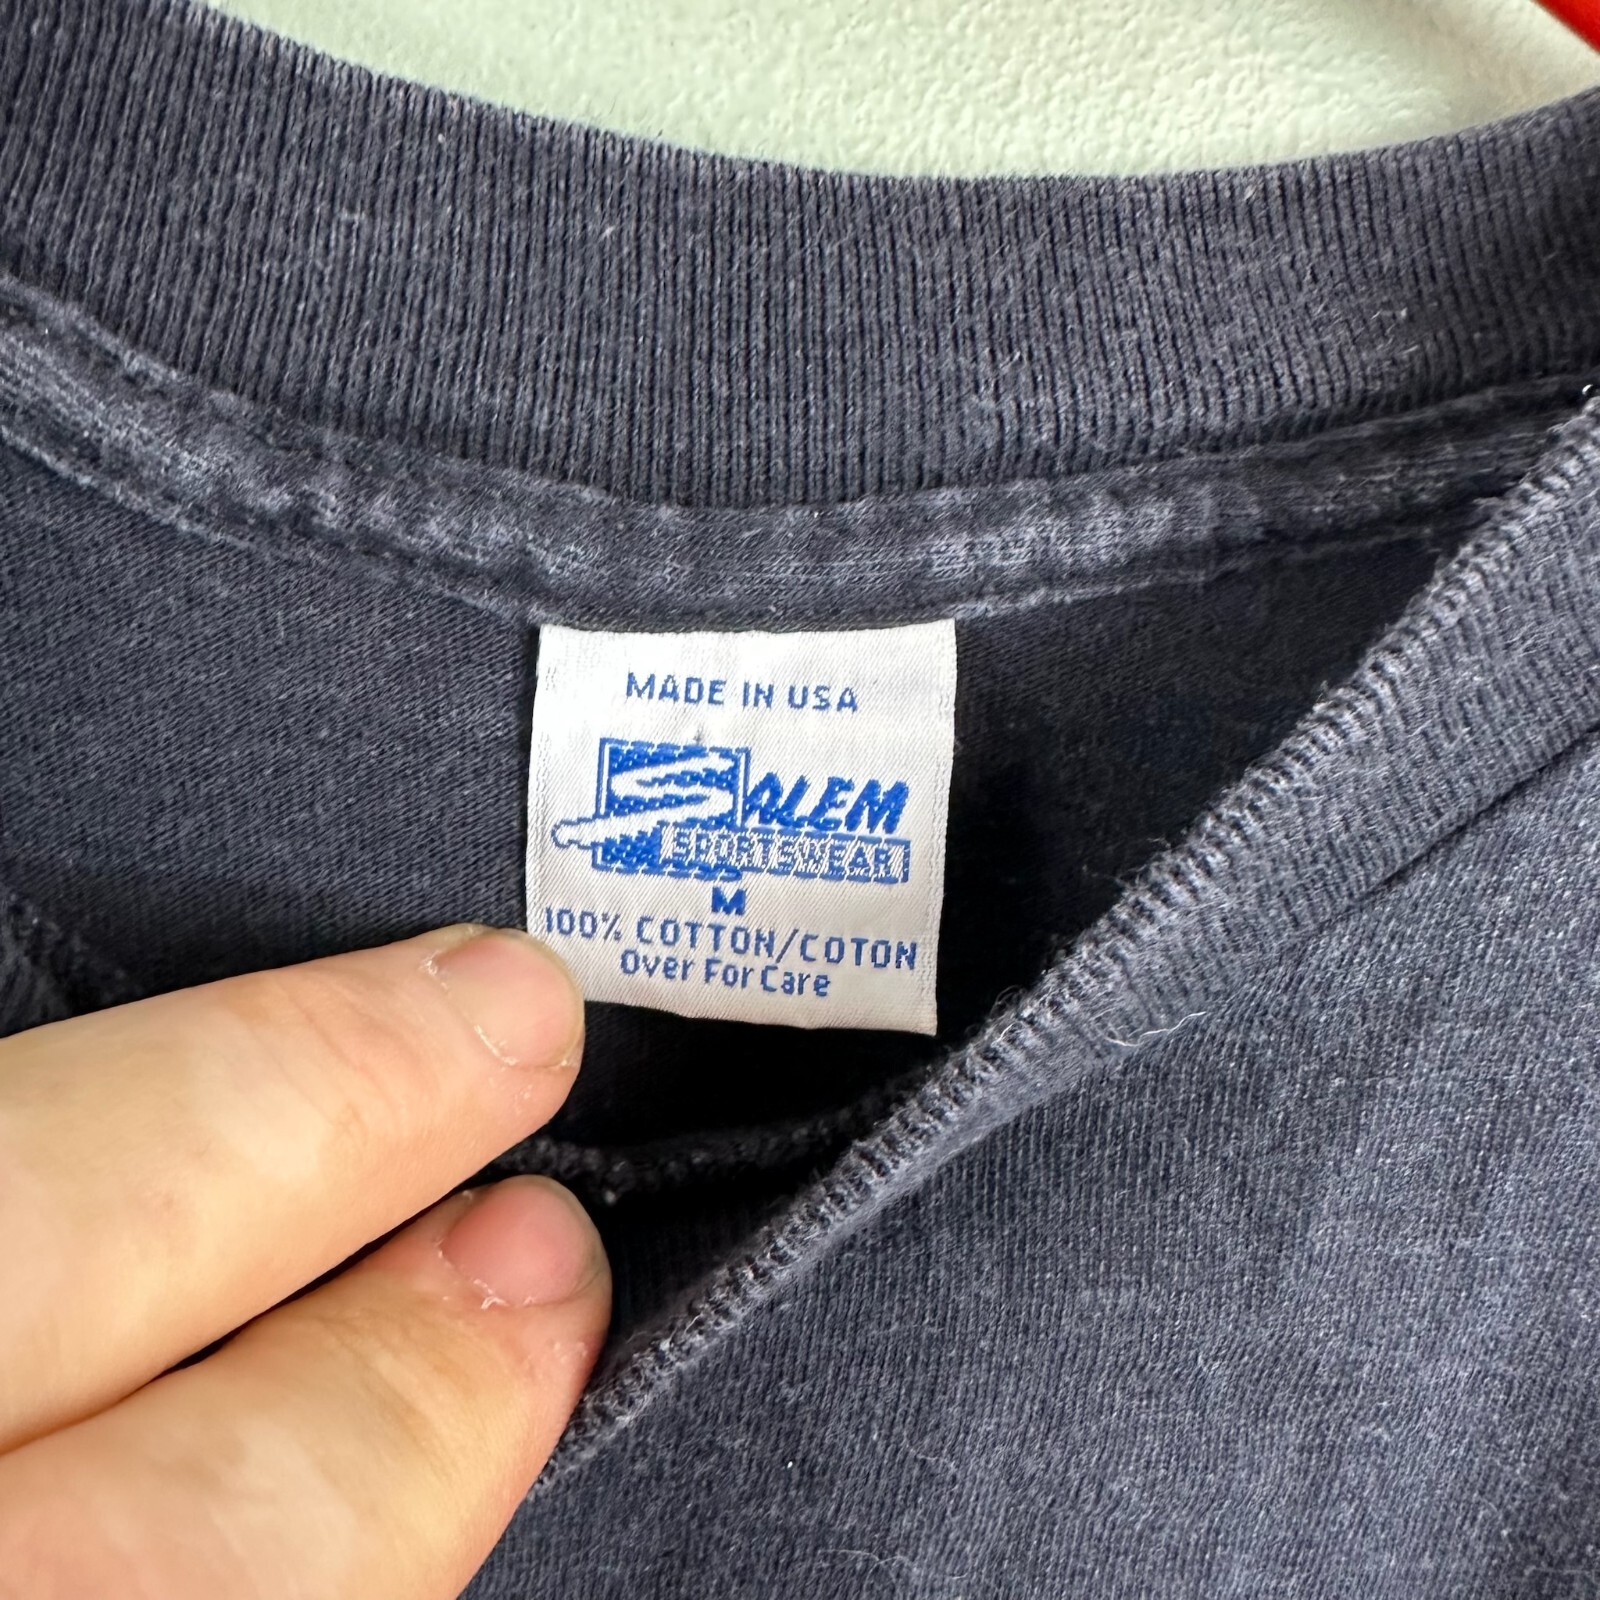 MADE IN USA
SALEM
SPORTSWEAR
M
100% COTTON/COTON
Over For Care